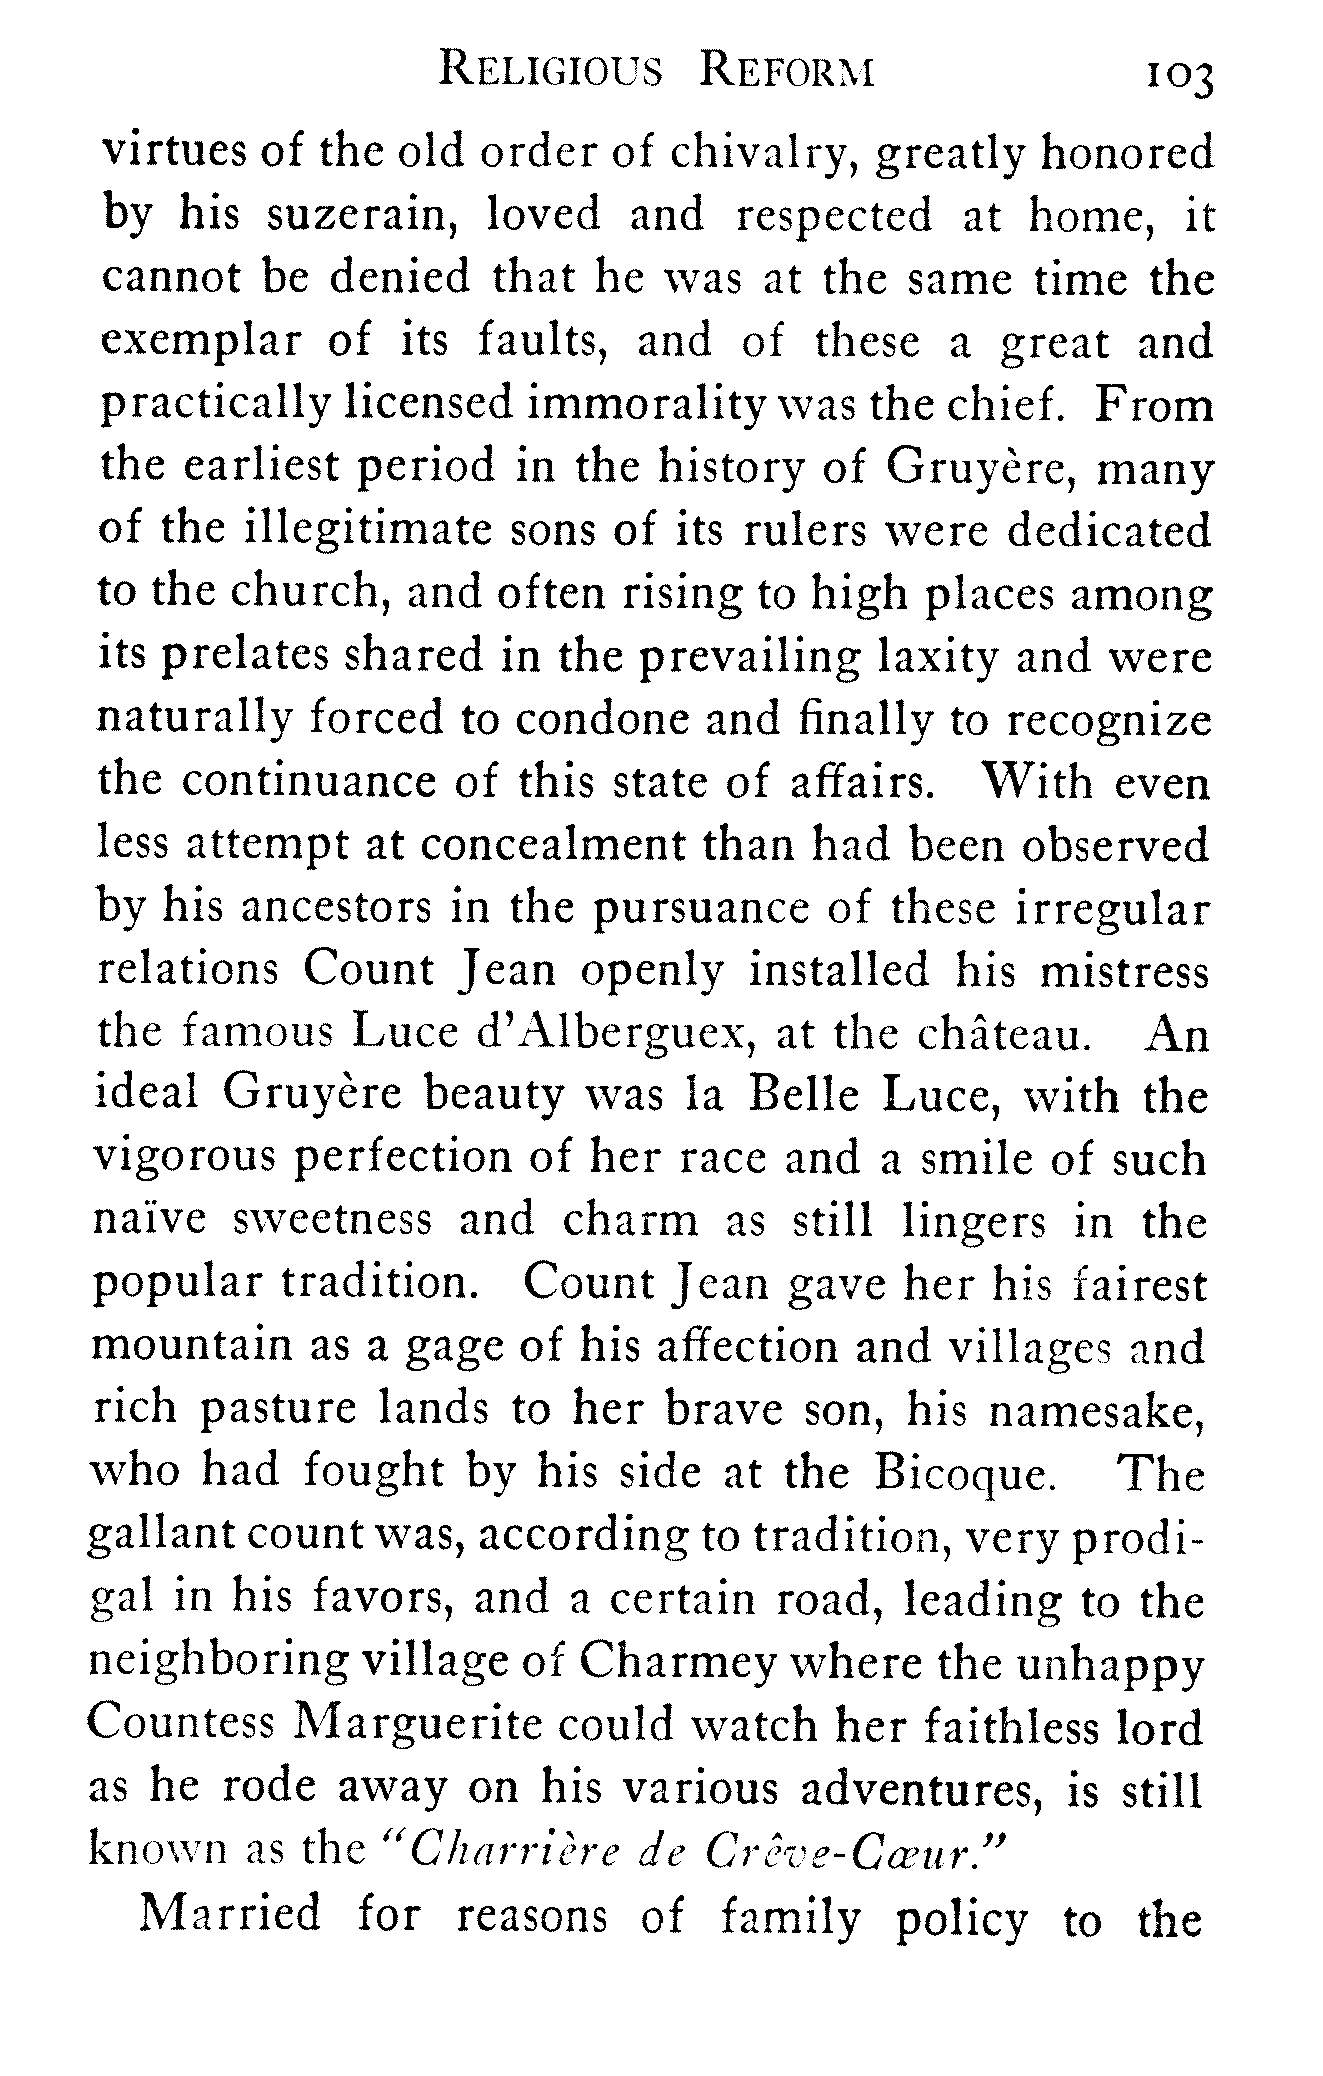 RELIGIOUS REFORM 103
virtues of the old order of chivalry, greatly honored
by his suzerain, loved and respected at home, it
cannot be denied that he was at the same time the
exemplar of its faults, and of these a great and
practically licensed immorality was the chief. From
the earliest period in the history of Gruyère, many
of the illegitimate sons of its rulers were dedicated
to the church, and often rising to high places among
its prelates shared in the prevailing laxity and were
naturally forced to condone and finally to recognize
the continuance of this state of affairs. With even
less attempt at concealment than had been observed
by his ancestors in the pursuance of these irregular
relations Count Jean openly installed his mistress
the famous Luce d'Alberguex, at the château. An
ideal Gruyère beauty was la Belle Luce, with the
vigorous perfection of her race and a smile of such
naïve sweetness and charm as still lingers in the
popular tradition. Count Jean gave her his fairest
mountain as a gage of his affection and villages and
rich pasture lands to her brave son, his namesake,
who had fought by his side at the Bicoque. The
gallant count was, according to tradition, very prodi-
gal in his favors, and a certain road, leading to the
neighboring village of Charmey where the unhappy
Countess Marguerite could watch her faithless lord
as he rode away on his various adventures, is still
known as the "Charrière de Crêve-Cœur."
Married for reasons of family policy to the